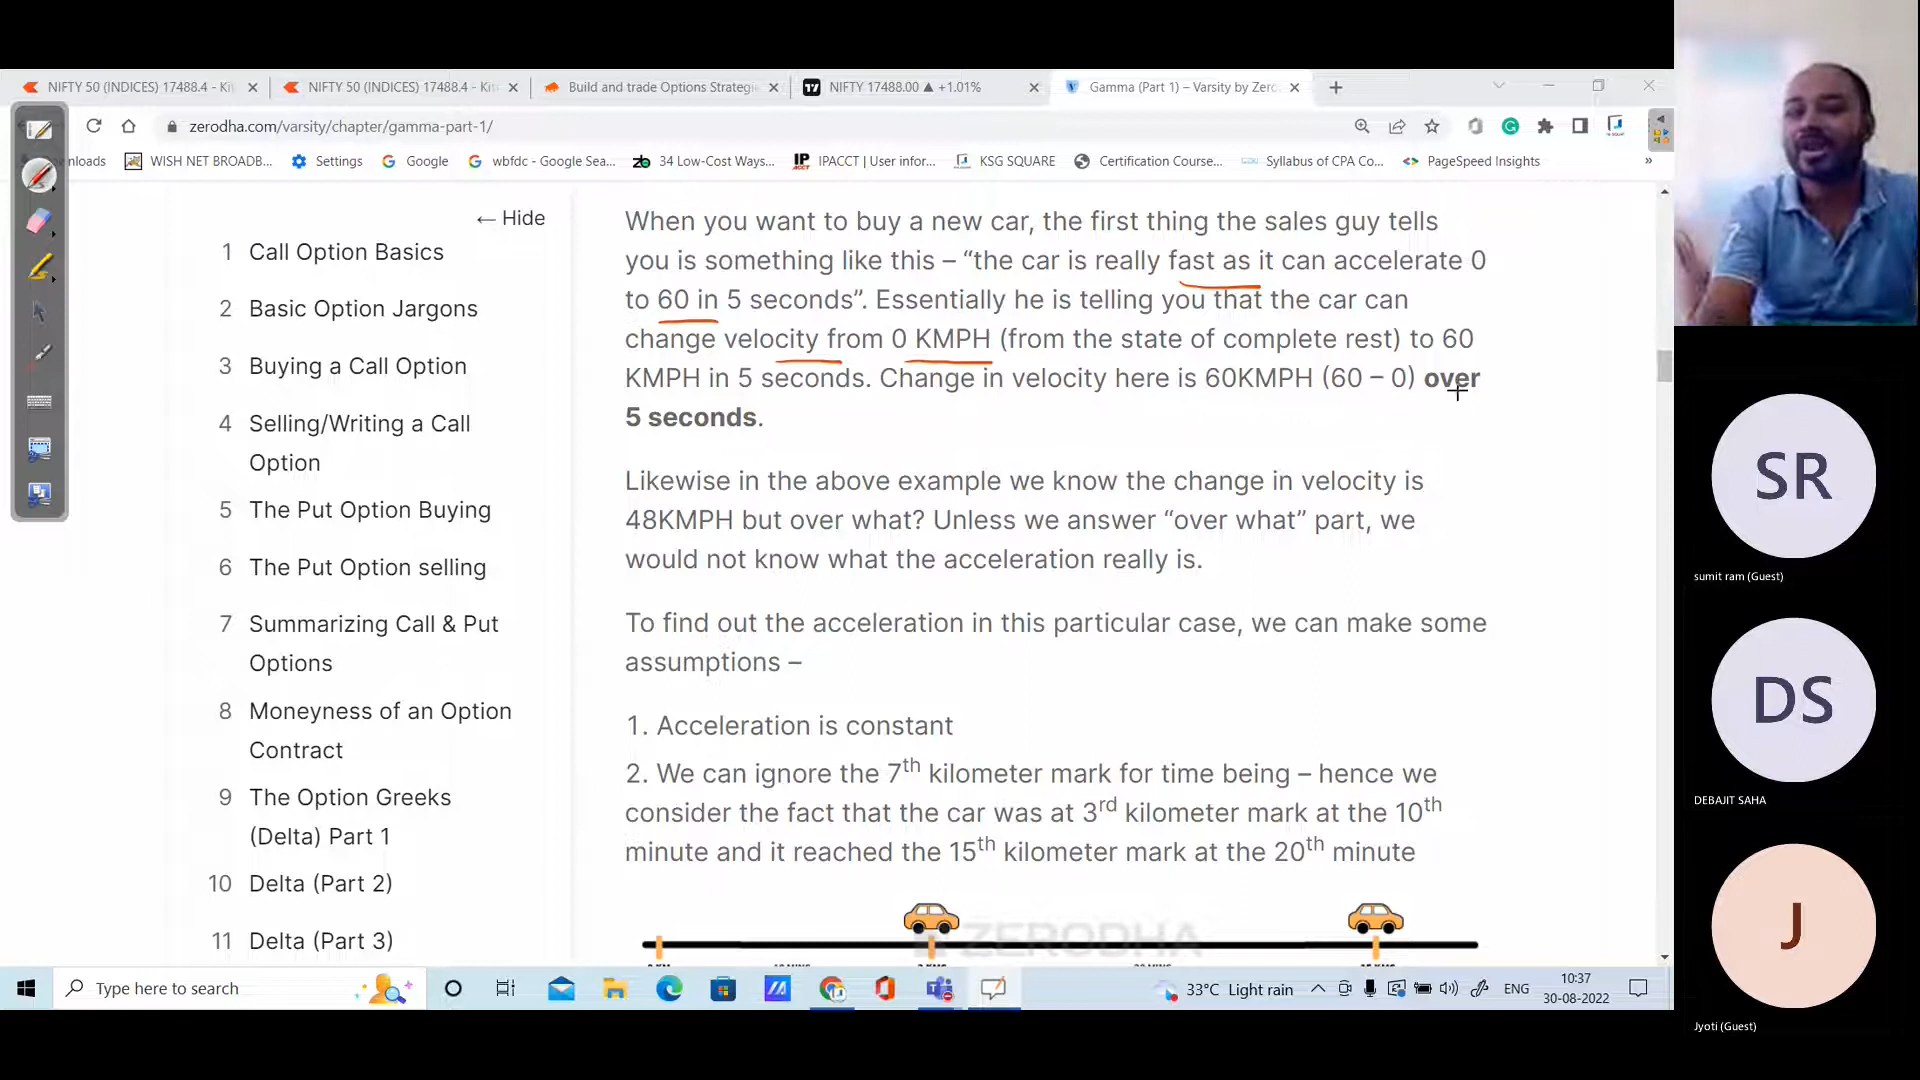 NIFTY 50 (INDICES) 17488.4 - Ki
NIFTY 50 (INDICES) 17488.4 - Ki
Build and trade Options Strategi
NIFTY 17488.00 ▲ +1.01%
Gamma (Part 1) – Varsity by Zero
zerodha.com/varsity/chapter/gamma-part-1/
WISH NET BROADB...
Settings
Google
wbfdc - Google Sea...
34 Low-Cost Ways...
IPACCT | User infor...
KSG SQUARE
Certification Course...
Syllabus of CPA Co...
PageSpeed Insights
»
← Hide
1 Call Option Basics
2 Basic Option Jargons
3 Buying a Call Option
4 Selling/Writing a Call
Option
5 The Put Option Buying
6 The Put Option selling
7 Summarizing Call & Put
Options
8 Moneyness of an Option
Contract
9 The Option Greeks
(Delta) Part 1
10 Delta (Part 2)
11 Delta (Part 3)
When you want to buy a new car, the first thing the sales guy tells
you is something like this – “the car is really fast as it can accelerate 0
to 60 in 5 seconds”. Essentially he is telling you that the car can
change velocity from 0 KMPH (from the state of complete rest) to 60
KMPH in 5 seconds. Change in velocity here is 60KMPH (60 – 0) over
5 seconds.
Likewise in the above example we know the change in velocity is
48KMPH but over what? Unless we answer “over what” part, we
would not know what the acceleration really is.
To find out the acceleration in this particular case, we can make some
assumptions –
1. Acceleration is constant
2. We can ignore the 7th kilometer mark for time being – hence we
consider the fact that the car was at 3rd kilometer mark at the 10th
minute and it reached the 15th kilometer mark at the 20th minute
ZERODHA
Type here to search
33°C Light rain
ENG
10:37
30-08-2022
SR
sumit ram (Guest)
DS
DEBAJIT SAHA
J
Jyoti (Guest)